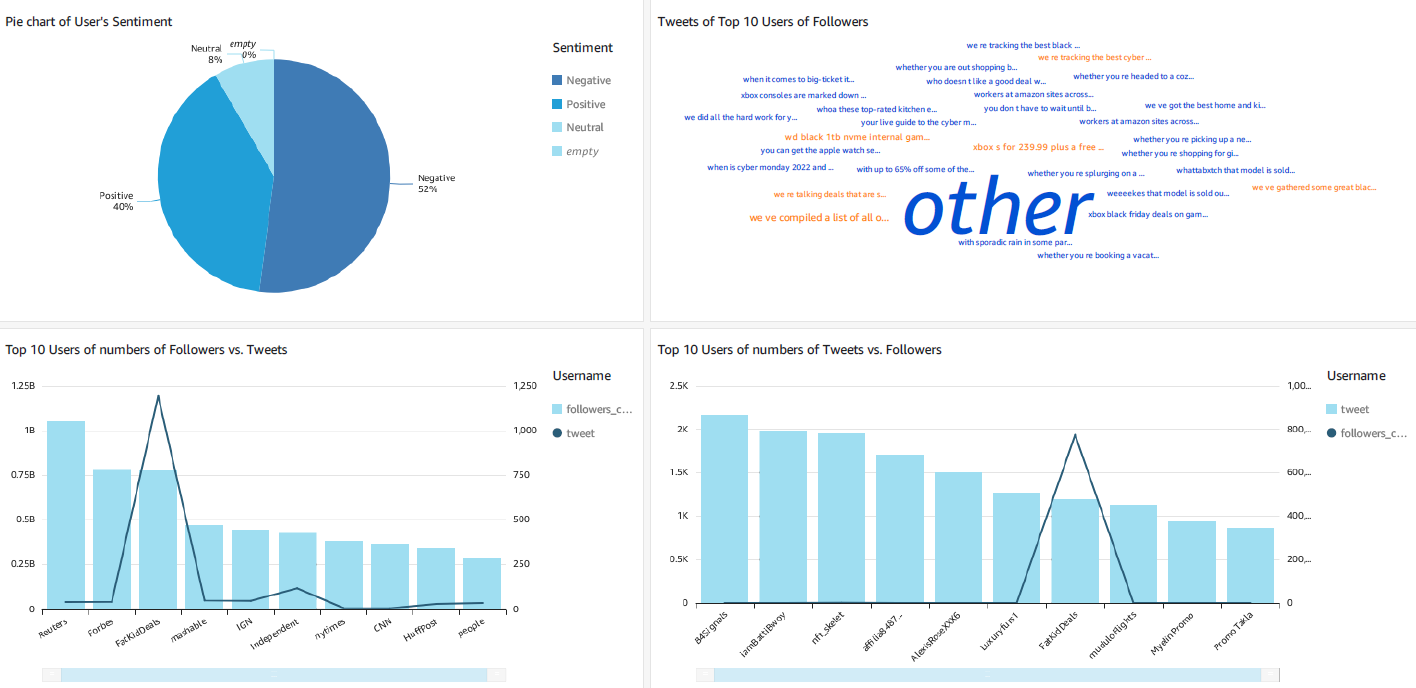 Pie chart of User's Sentiment
Neutral
8%
empty
0%
Positive
40%
Negative
52%
Sentiment
Negative
Positive
Neutral
empty
Tweets of Top 10 Users of Followers
we re tracking the best black ...
we re tracking the best cyber ...
whether you are out shopping b...
when it comes to big-ticket it...
who doesn t like a good deal w...
whether you re headed to a coz...
xbox consoles are marked down ...
workers at amazon sites across...
whoa these top-rated kitchen e...
you don t have to wait until b...
we ve got the best home and ki...
we did all the hard work for y...
your live guide to the cyber m...
workers at amazon sites across...
wd black 1tb nvme internal gam...
whether you re picking up a ne...
you can get the apple watch se...
xbox s for 239.99 plus a free ...
whether you re shopping for gi...
when is cyber monday 2022 and ...
with up to 65% off some of the...
whether you re splurging on a ...
whattabxtch that model is sold...
we re talking deals that are s...
weeeekes that model is sold ou...
we ve gathered some great blac...
we ve compiled a list of all o...
other
xbox black friday deals on gam...
with sporadic rain in some par...
whether you re booking a vacat...
Top 10 Users of numbers of Followers vs. Tweets
1.25B
1B
0.75B
0.5B
0.25B
0
1,250
1,000
750
500
250
0
Reuters
Forbes
FatKidDeals
mashable
IGN
Independent
nytimes
CNN
HuffPost
people
Username
followers_c...
tweet
Top 10 Users of numbers of Tweets vs. Followers
2.5K
2K
1.5K
1K
0.5K
0
1,00...
800,...
600,...
400,...
200,...
0
84Signals
iamBattiBwoy
nft_skelet
affilia8487...
AlexisRoseXXX6
luxuryfun1
FatKidDeals
muduloflights
MyelinPromo
PromoTakla
Username
tweet
followers_c...